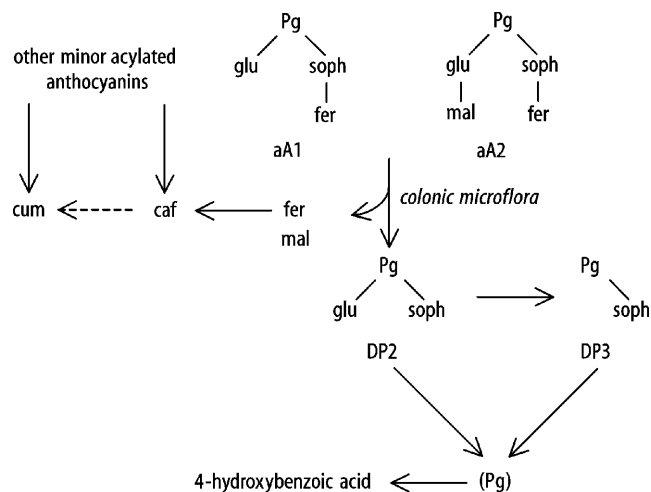 Pg Pg
other minor acylated
anthocyanins
glu soph glu soph
fer mal fer
aA1 aA2
colonic microflora
cum caf fer
mal
Pg Pg
glu soph soph
DP2 DP3
4-hydroxybenzoic acid (Pg)